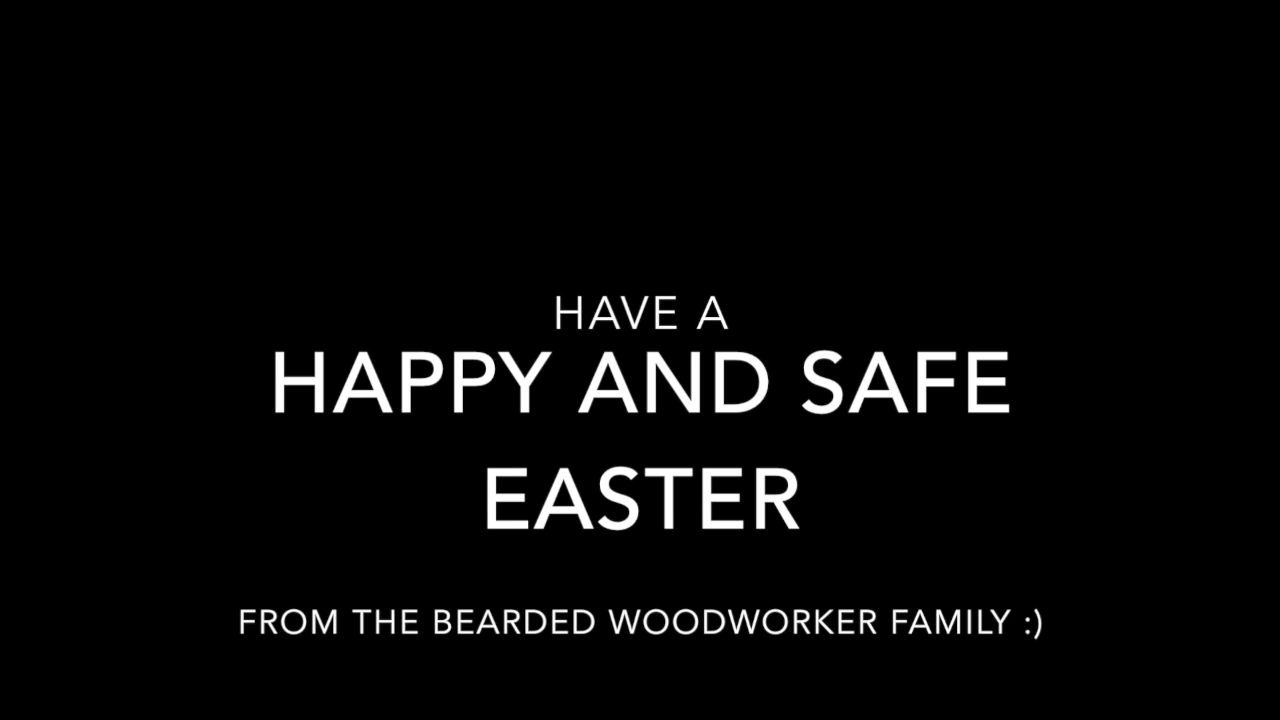 HAVE A
HAPPY AND SAFE
EASTER
FROM THE BEARDED WOODWORKER FAMILY :)